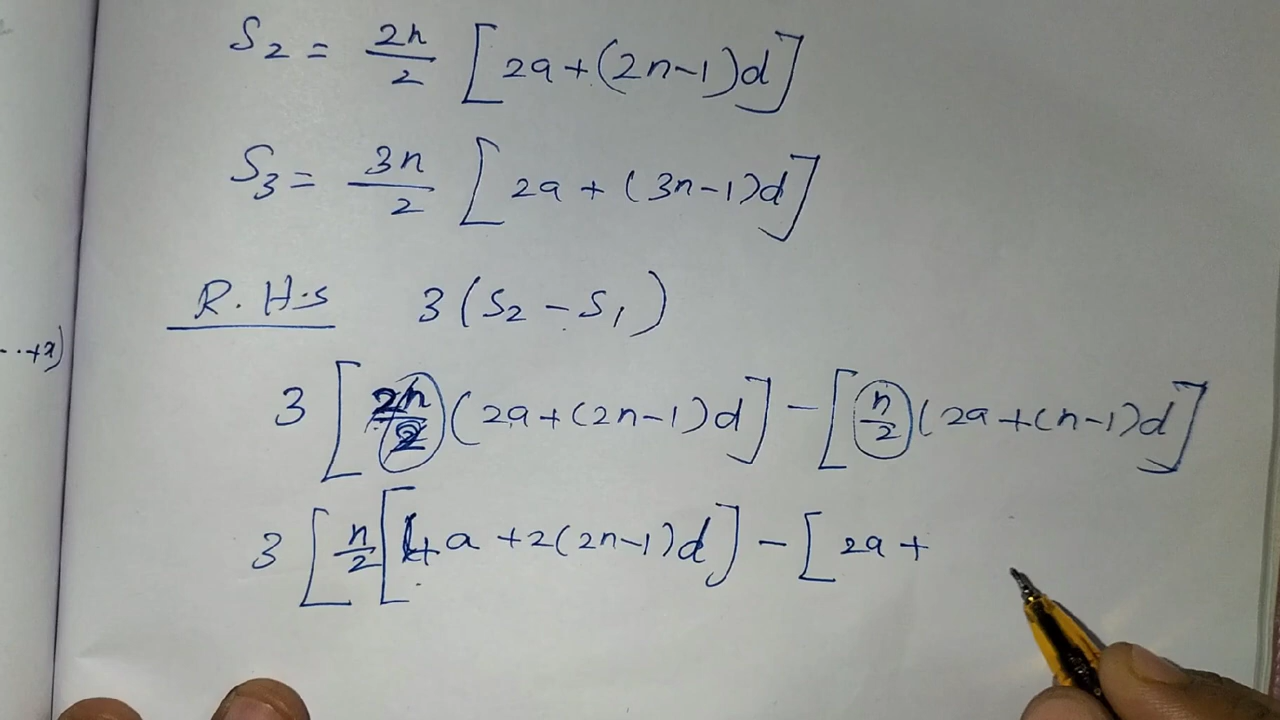 S₂ = 2n/2 [2a+(2n-1)d]
S₃ = 3n/2 [2a + (3n-1)d]
R.H.S 3(S₂ - S₁)
..+x)
3 [2n/2 (2a+(2n-1)d] - [n/2 (2a+(n-1)d]
3 [n/2 [4a +2(2n-1)d] - [2a +